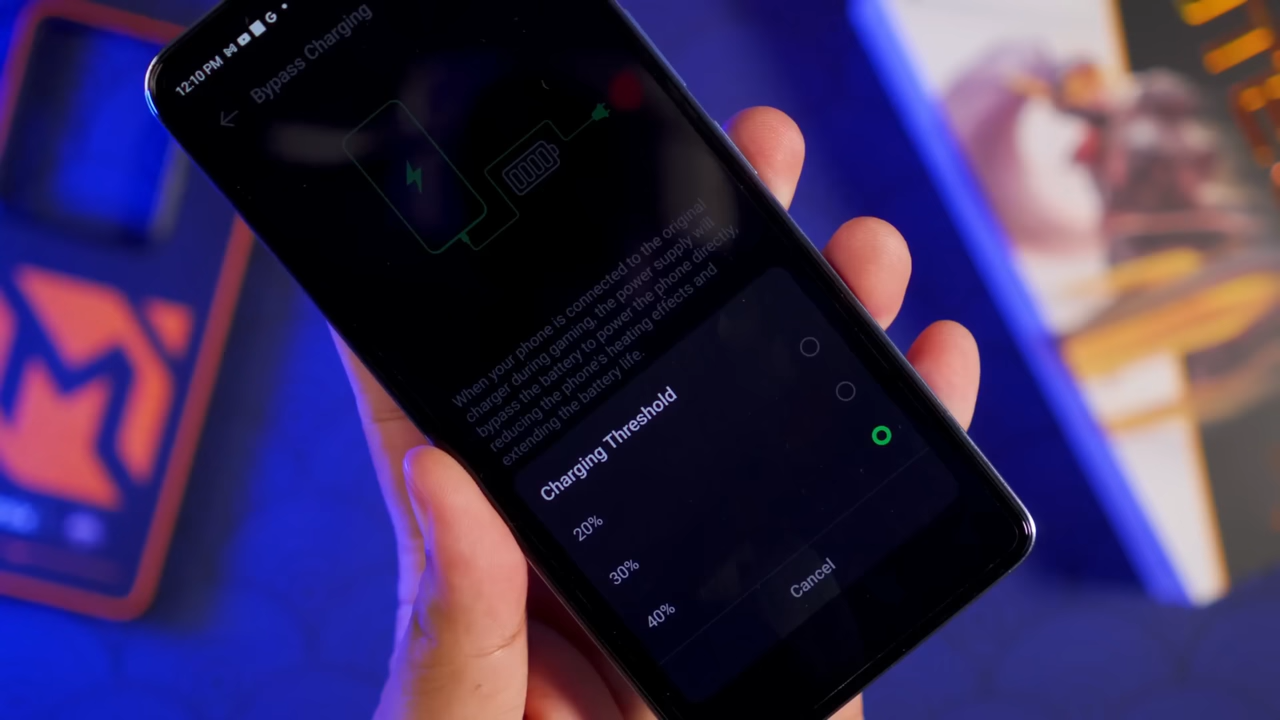 12:10 PM
Bypass Charging
When your phone is connected to the original
charger during gaming, the power supply will
bypass the battery to power the phone directly,
reducing the phone's heating effects and
extending the battery life.
Charging Threshold
20%
30%
40%
Cancel